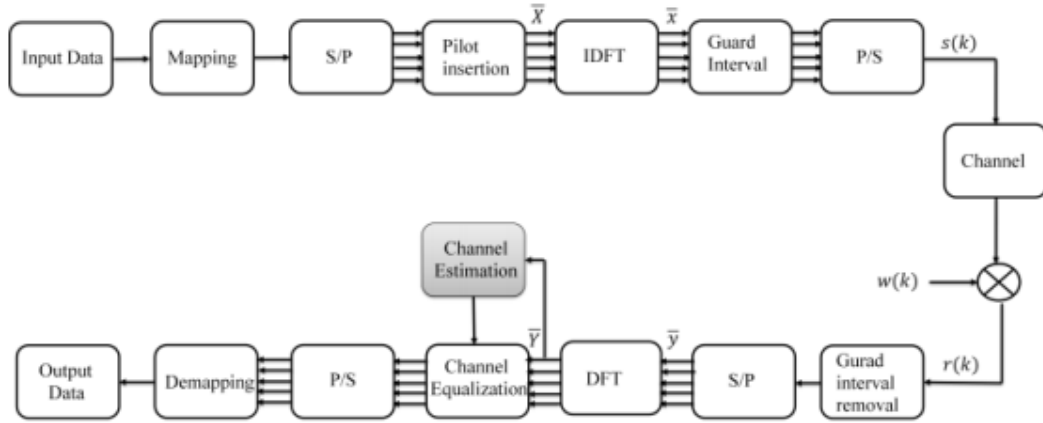 Input Data
Mapping
S/P
Pilot
insertion
X̅
IDFT
x̅
Guard
Interval
P/S
s(k)
Channel
w(k)
r(k)
Gurad
interval
removal
S/P
y̅
DFT
Y̅
Channel
Estimation
Channel
Equalization
P/S
Demapping
Output
Data